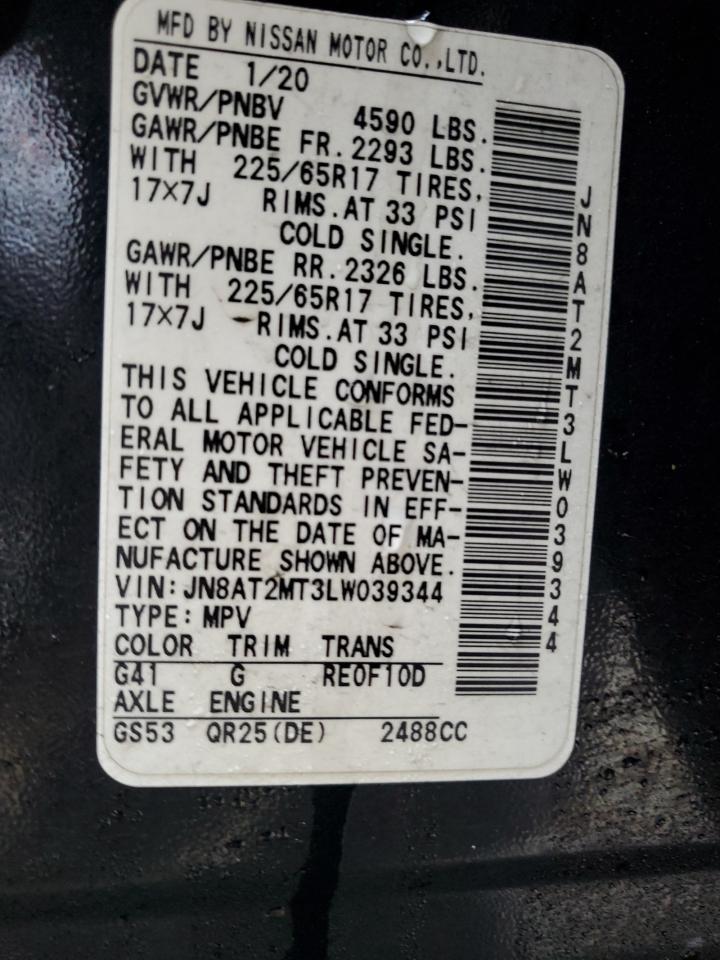 MFD BY NISSAN MOTOR CO.,LTD.
DATE 1/20
GVWR/PNBV 4590 LBS.
GAWR/PNBE FR. 2293 LBS.
WITH 225/65R17 TIRES,
17×7J RIMS.AT 33 PSI
COLD SINGLE.
GAWR/PNBE RR. 2326 LBS.
WITH 225/65R17 TIRES,
17×7J RIMS.AT 33 PSI
COLD SINGLE.
THIS VEHICLE CONFORMS
TO ALL APPLICABLE FED-
ERAL MOTOR VEHICLE SA-
FETY AND THEFT PREVEN-
TION STANDARDS IN EFF-
ECT ON THE DATE OF MA-
NUFACTURE SHOWN ABOVE.
VIN:JN8AT2MT3LW039344
TYPE:MPV
COLOR TRIM TRANS
G41 G RE0F10D
AXLE ENGINE
GS53 QR25(DE) 2488CC
JN8AT2MT3LW039344